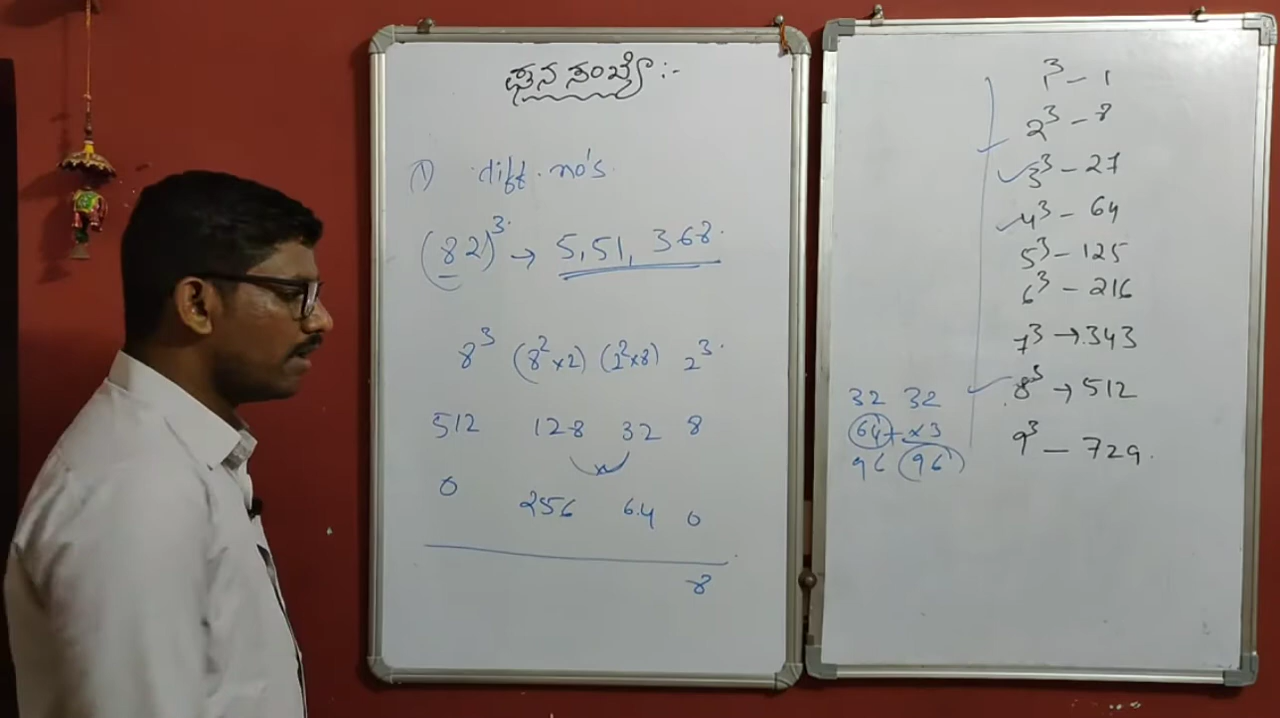 ಘನ ಸಂಖ್ಯೆ :-
1) diff. no's.
(82)³ → 5,51,368.
8³ (8²×2) (2²×8) 2³
512 128 32 8
0 256 64 0
8
1³ - 1
2³ - 8
3³ - 27
4³ - 64
5³ - 125
6³ - 216
7³ → 343
8³ → 512
9³ - 729.
32 32
64+ ×3
96 96